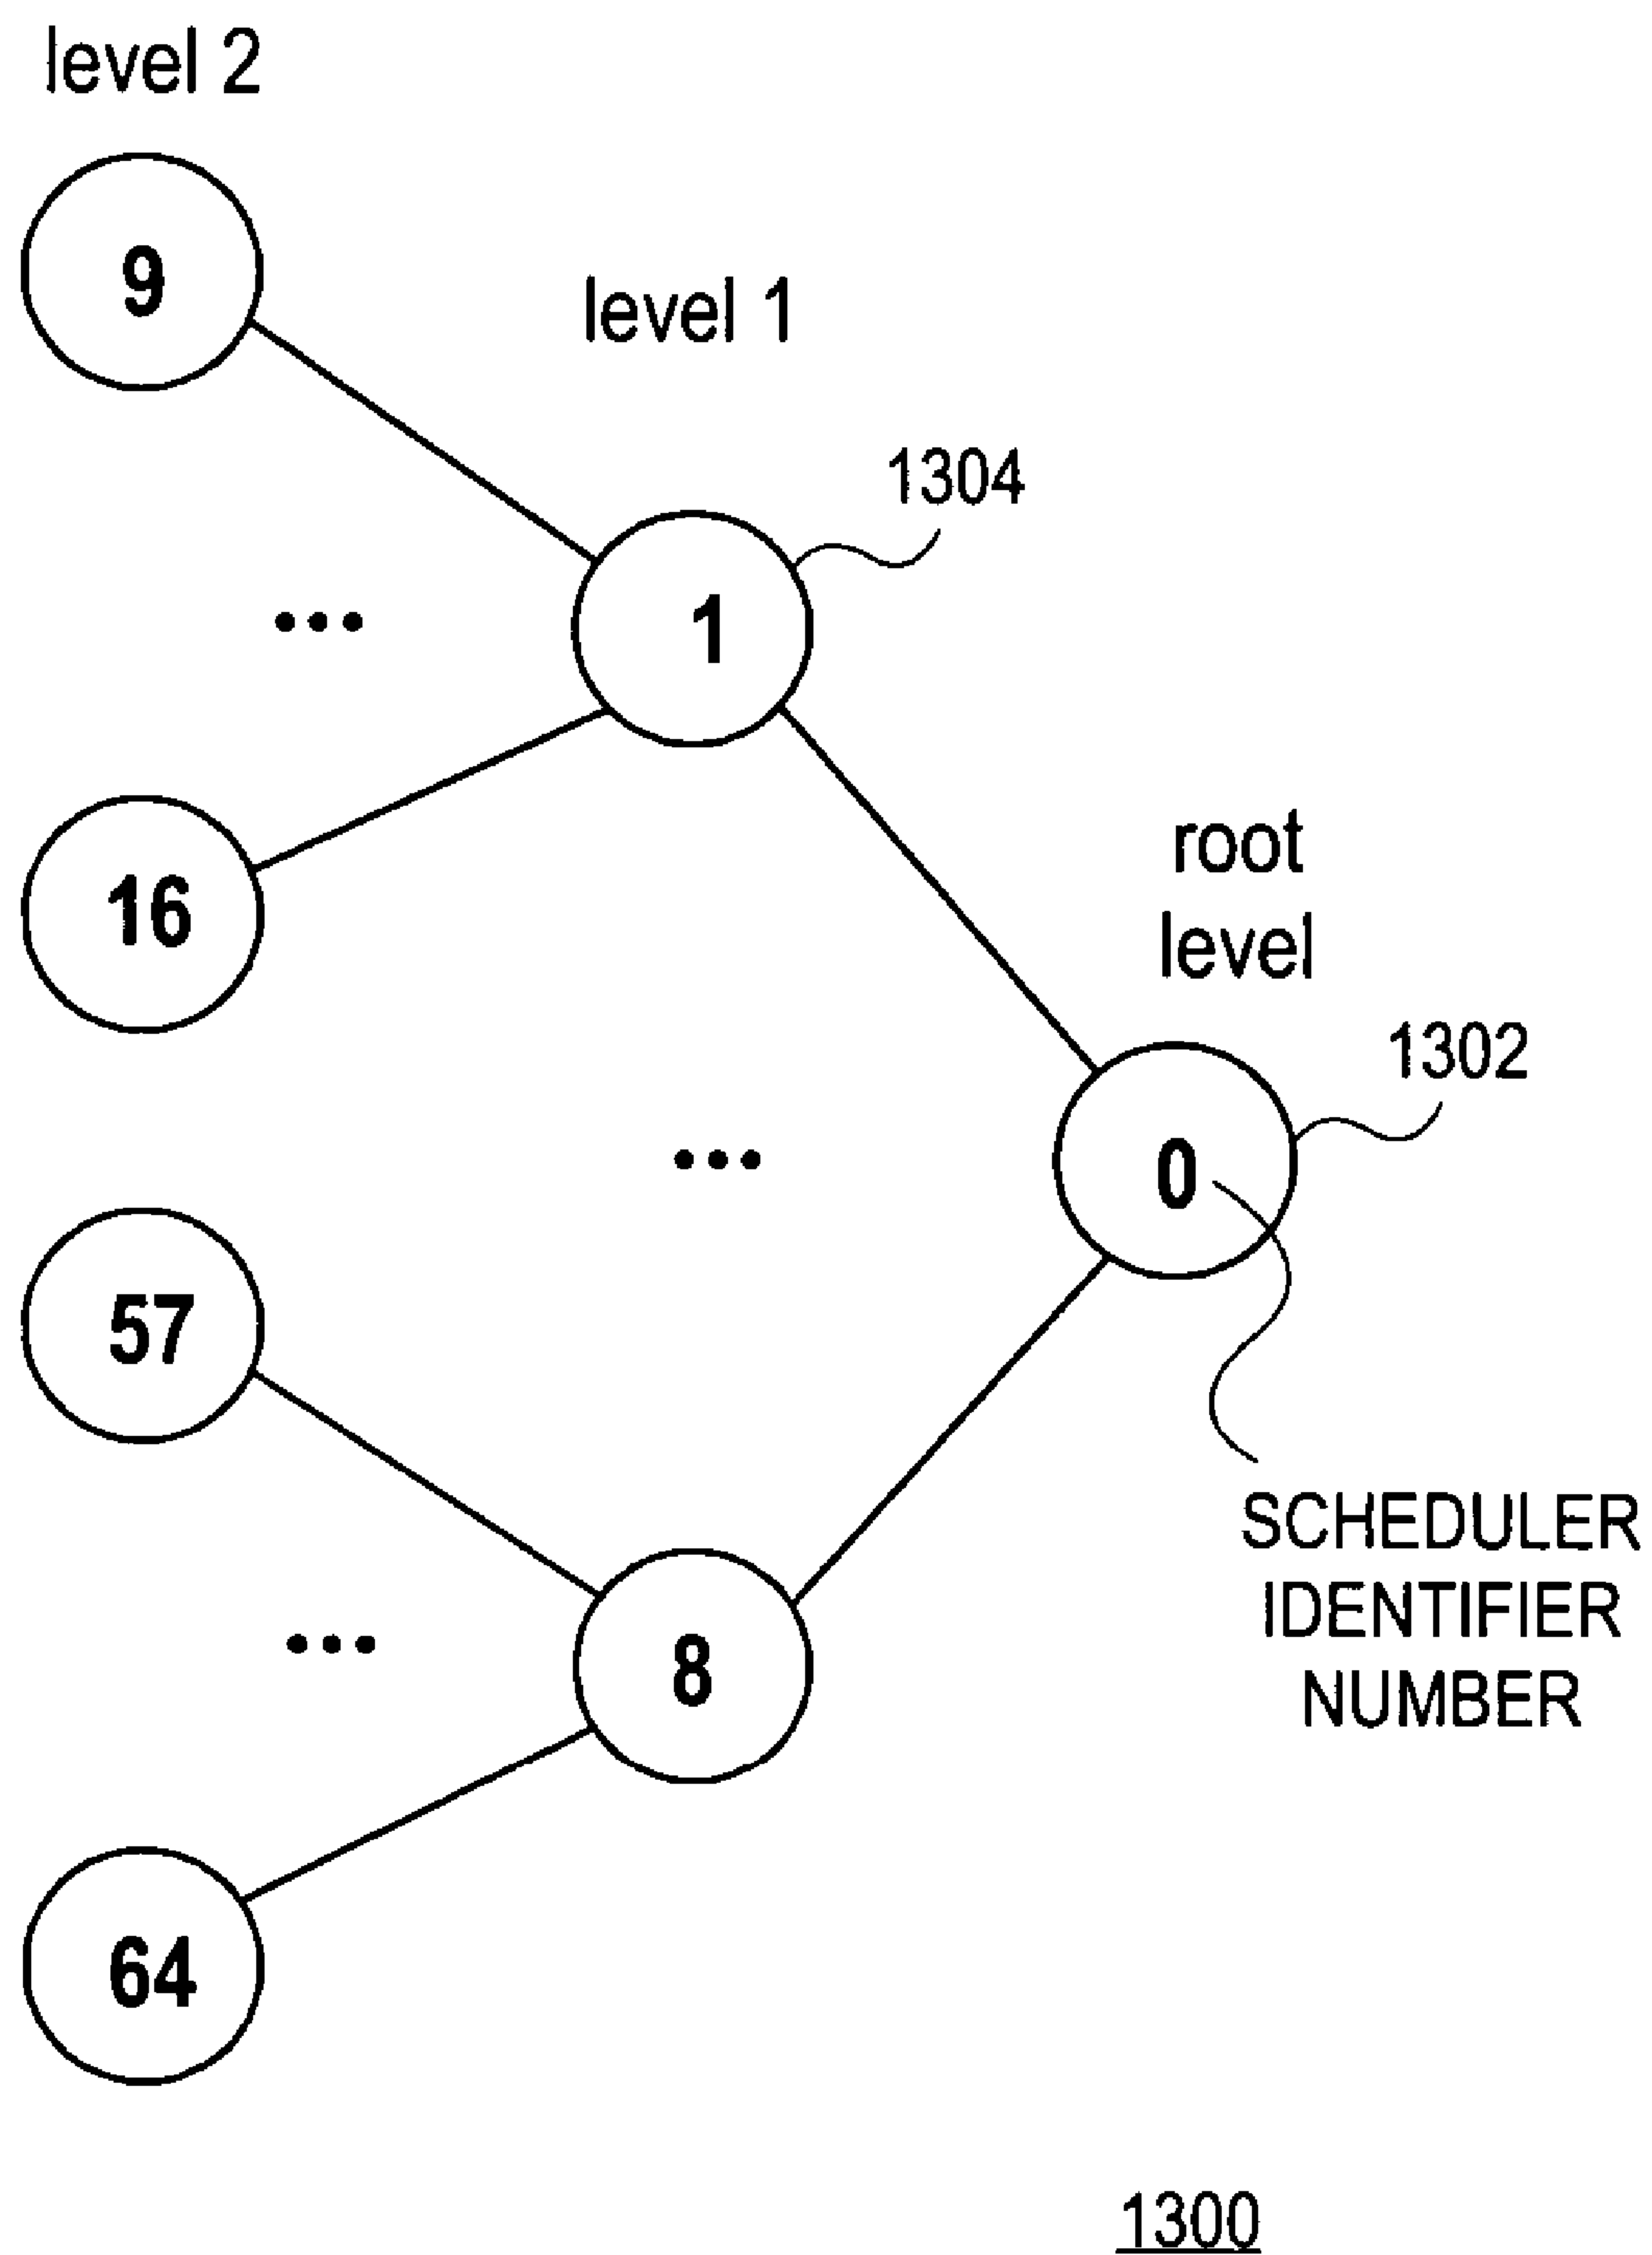 level 2
9
level 1
1304
1
16
root
level
1302
0
57
SCHEDULER
IDENTIFIER
NUMBER
8
64
1300